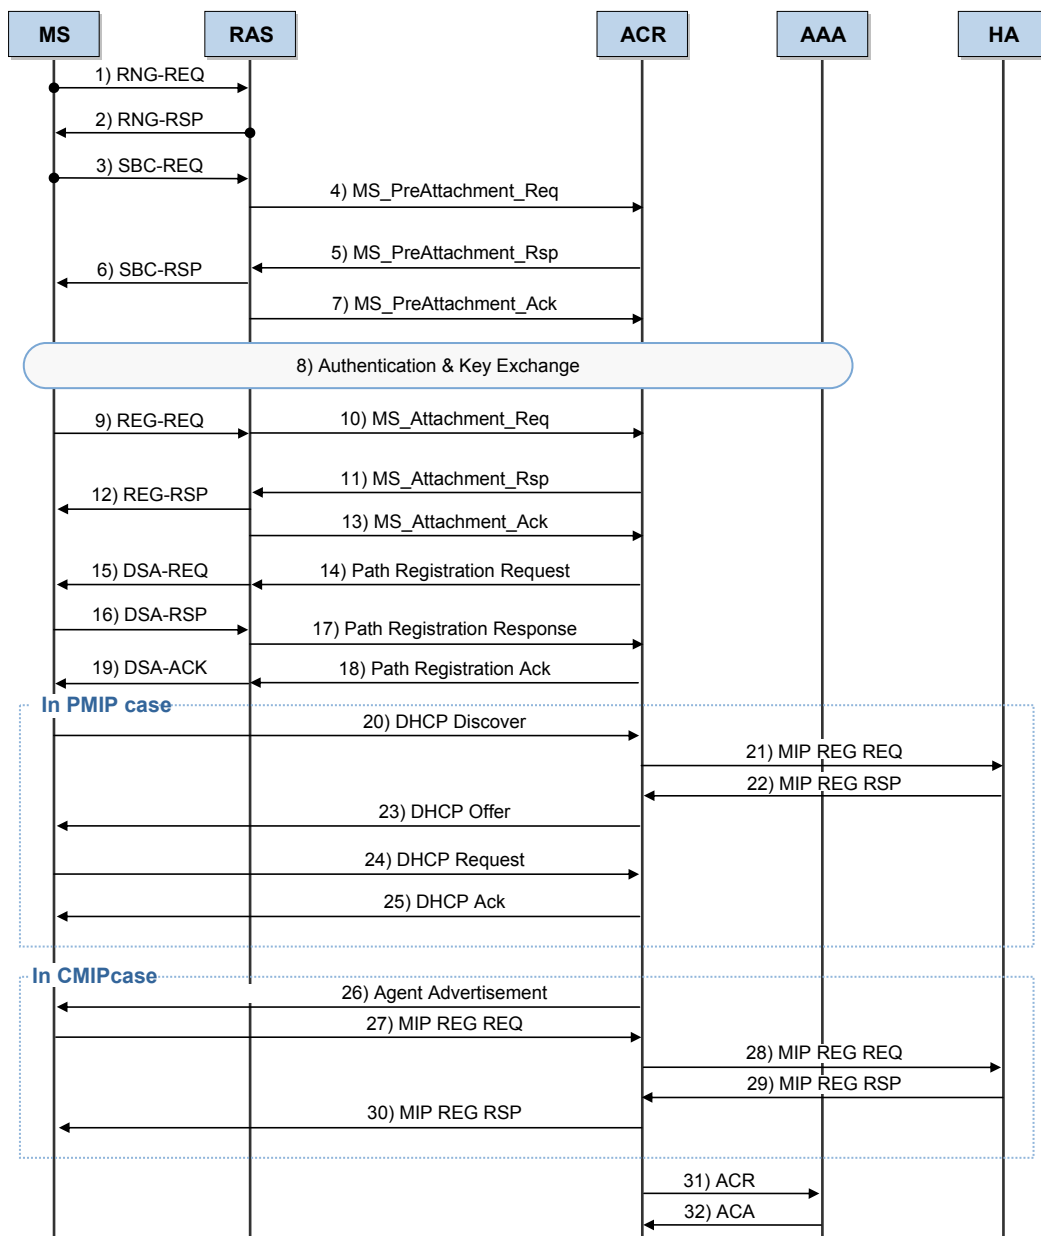 MS RAS ACR AAA HA
1) RNG-REQ
2) RNG-RSP
3) SBC-REQ
4) MS_PreAttachment_Req
5) MS_PreAttachment_Rsp
6) SBC-RSP
7) MS_PreAttachment_Ack
8) Authentication & Key Exchange
9) REG-REQ 10) MS_Attachment_Req
11) MS_Attachment_Rsp
12) REG-RSP
13) MS_Attachment_Ack
15) DSA-REQ 14) Path Registration Request
16) DSA-RSP
17) Path Registration Response
19) DSA-ACK 18) Path Registration Ack
In PMIP case
20) DHCP Discover
21) MIP REG REQ
22) MIP REG RSP
23) DHCP Offer
24) DHCP Request
25) DHCP Ack
In CMIPcase
26) Agent Advertisement
27) MIP REG REQ
28) MIP REG REQ
29) MIP REG RSP
30) MIP REG RSP
31) ACR
32) ACA